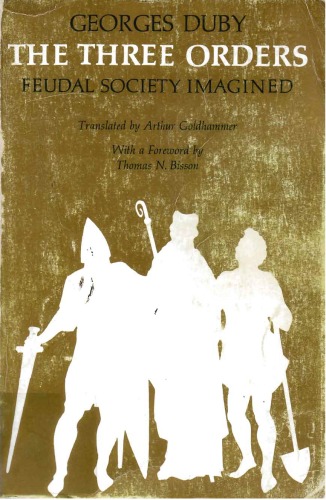 GEORGES DUBY
THE THREE ORDERS
FEUDAL SOCIETY IMAGINED
Translated by Arthur Goldhammer
With a Foreword by
Thomas N. Bisson